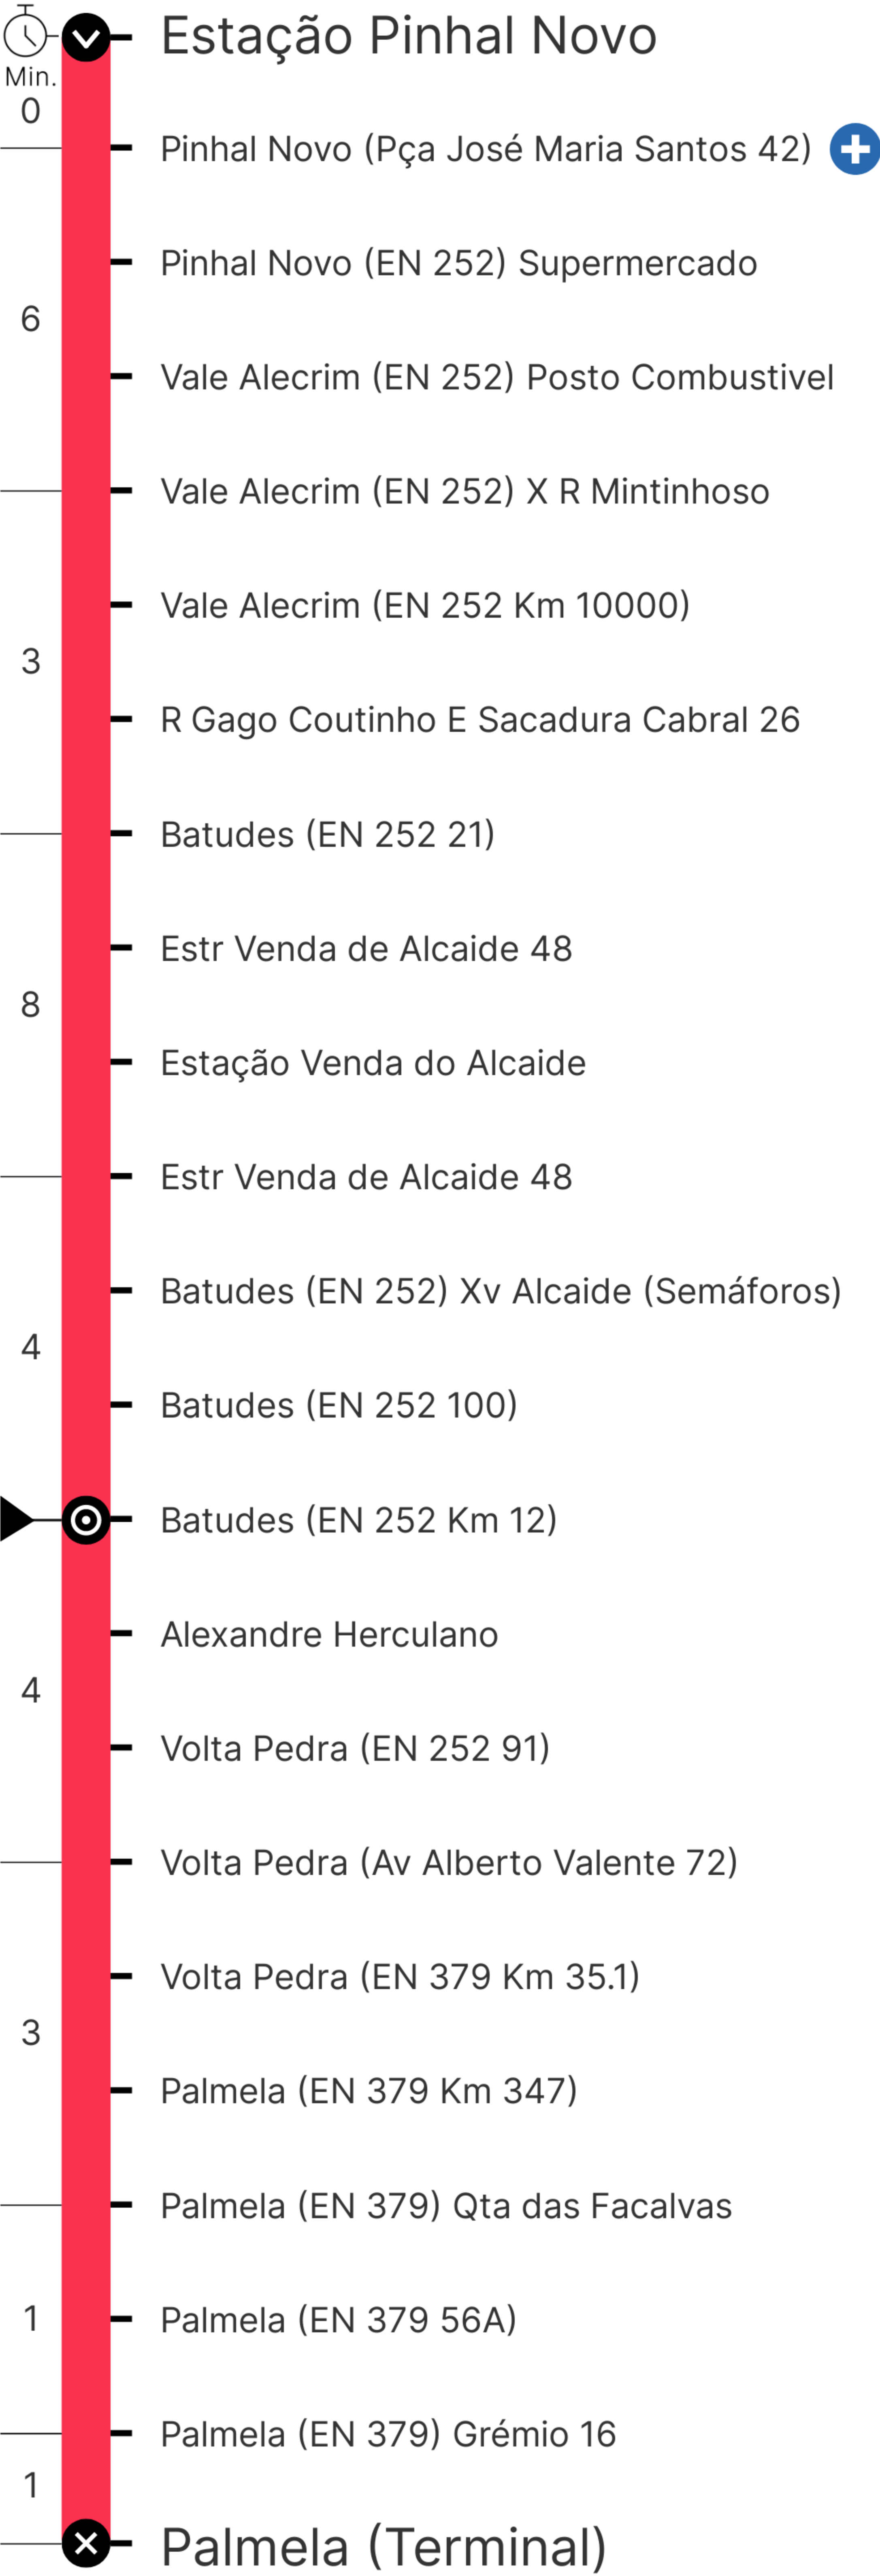 Estação Pinhal Novo
Min.
0
Pinhal Novo (Pça José Maria Santos 42)
Pinhal Novo (EN 252) Supermercado
6
Vale Alecrim (EN 252) Posto Combustivel
Vale Alecrim (EN 252) X R Mintinhoso
Vale Alecrim (EN 252 Km 10000)
3
R Gago Coutinho E Sacadura Cabral 26
Batudes (EN 252 21)
Estr Venda de Alcaide 48
8
Estação Venda do Alcaide
Estr Venda de Alcaide 48
Batudes (EN 252) Xv Alcaide (Semáforos)
4
Batudes (EN 252 100)
Batudes (EN 252 Km 12)
Alexandre Herculano
4
Volta Pedra (EN 252 91)
Volta Pedra (Av Alberto Valente 72)
Volta Pedra (EN 379 Km 35.1)
3
Palmela (EN 379 Km 347)
Palmela (EN 379) Qta das Facalvas
1
Palmela (EN 379 56A)
Palmela (EN 379) Grémio 16
1
Palmela (Terminal)